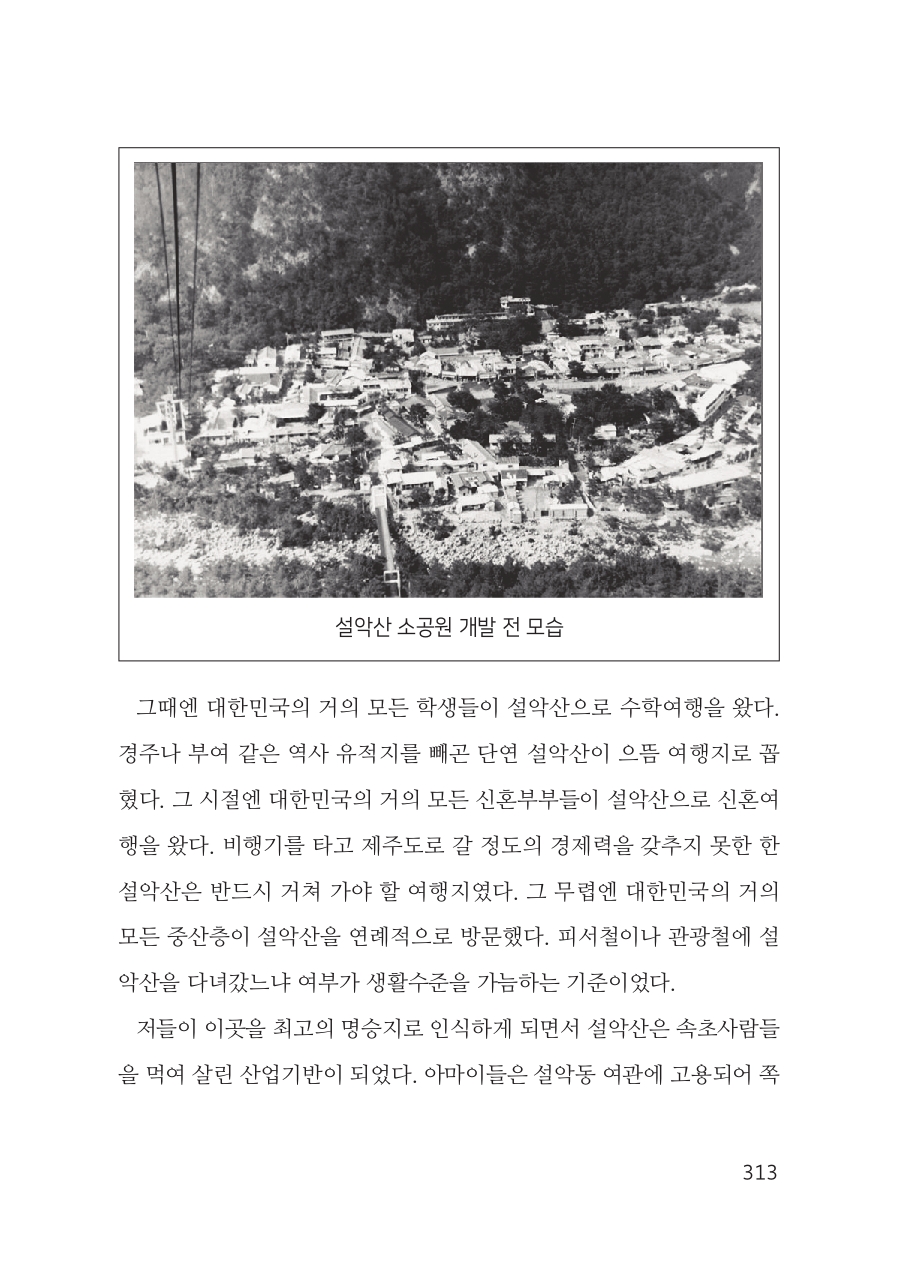 설악산 소공원 개발 전 모습
그때엔 대한민국의 거의 모든 학생들이 설악산으로 수학여행을 왔다.
경주나 부여 같은 역사 유적지를 빼곤 단연 설악산이 으뜸 여행지로 꼽
혔다. 그 시절엔 대한민국의 거의 모든 신혼부부들이 설악산으로 신혼여
행을 왔다. 비행기를 타고 제주도로 갈 정도의 경제력을 갖추지 못한 한
설악산은 반드시 거쳐 가야 할 여행지였다. 그 무렵엔 대한민국의 거의
모든 중산층이 설악산을 연례적으로 방문했다. 피서철이나 관광철에 설
악산을 다녀갔느냐 여부가 생활수준을 가늠하는 기준이었다.
저들이 이곳을 최고의 명승지로 인식하게 되면서 설악산은 속초사람들
을 먹여 살린 산업기반이 되었다. 아마이들은 설악동 여관에 고용되어 쪽
313